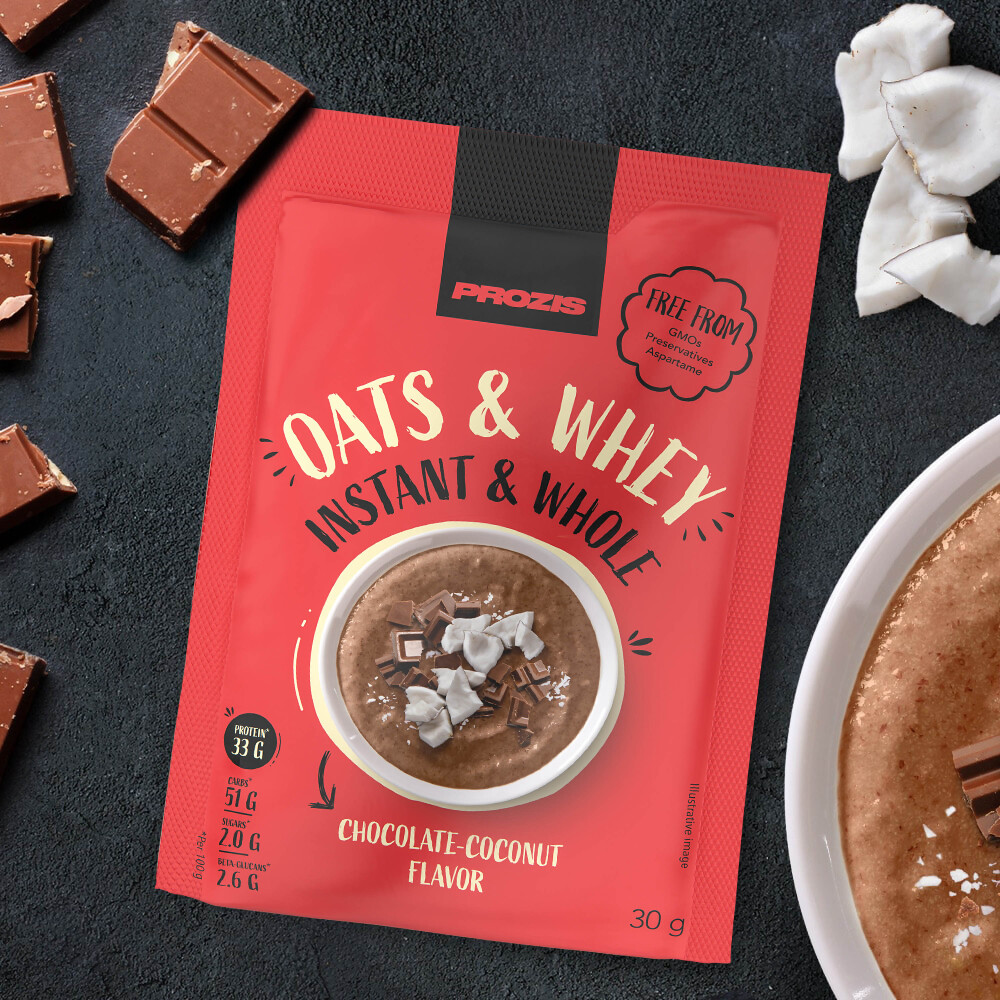 PROZIS
FREE FROM
GMOs
Preservatives
Aspartame
OATS & WHEY
INSTANT & WHOLE
PROTEIN*
33 G
CARBS*
51 G
SUGARS*
2.0 G
BETA-GLUCANS*
2.6 G
*Per 100g
CHOCOLATE-COCONUT
FLAVOR
Illustrative image
30 g